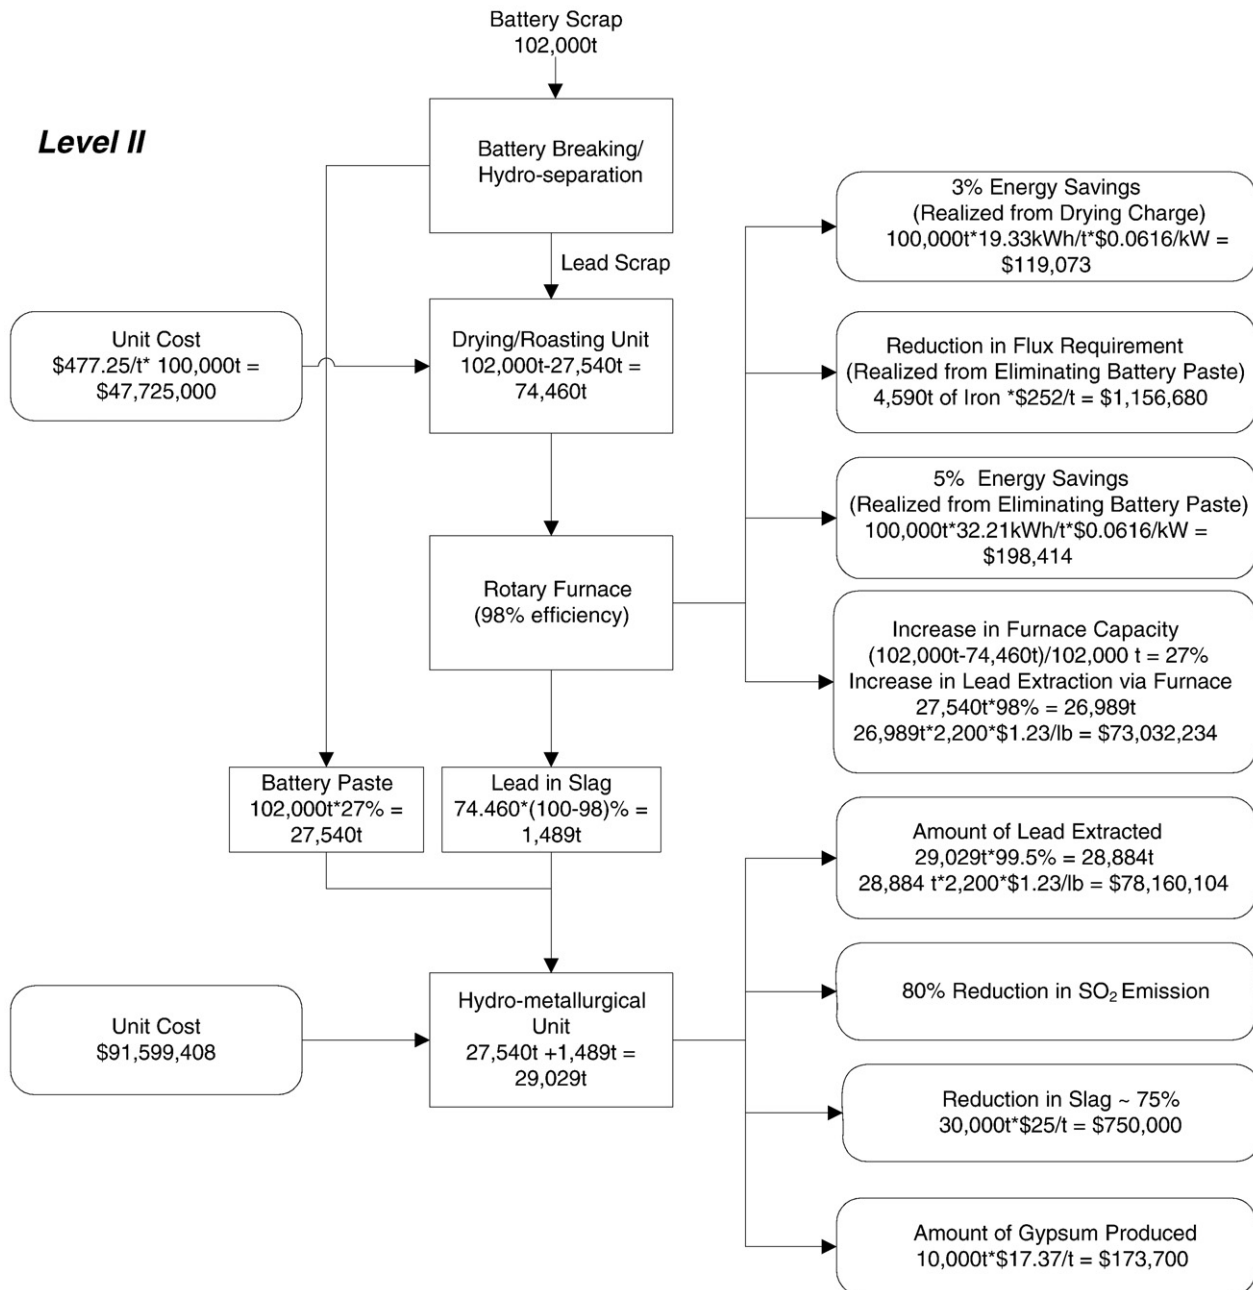 Battery Scrap
102,000t
Level II
Battery Breaking/
Hydro-separation
Lead Scrap
Unit Cost
$477.25/t* 100,000t =
$47,725,000
Drying/Roasting Unit
102,000t-27,540t =
74,460t
Rotary Furnace
(98% efficiency)
3% Energy Savings
(Realized from Drying Charge)
100,000t*19.33kWh/t*$0.0616/kW =
$119,073
Reduction in Flux Requirement
(Realized from Eliminating Battery Paste)
4,590t of Iron *$252/t = $1,156,680
5% Energy Savings
(Realized from Eliminating Battery Paste)
100,000t*32.21kWh/t*$0.0616/kW =
$198,414
Increase in Furnace Capacity
(102,000t-74,460t)/102,000 t = 27%
Increase in Lead Extraction via Furnace
27,540t*98% = 26,989t
26,989t*2,200*$1.23/lb = $73,032,234
Battery Paste
102,000t*27% =
27,540t
Lead in Slag
74.460*(100-98)% =
1,489t
Unit Cost
$91,599,408
Hydro-metallurgical
Unit
27,540t +1,489t =
29,029t
Amount of Lead Extracted
29,029t*99.5% = 28,884t
28,884 t*2,200*$1.23/lb = $78,160,104
80% Reduction in SO₂ Emission
Reduction in Slag ~ 75%
30,000t*$25/t = $750,000
Amount of Gypsum Produced
10,000t*$17.37/t = $173,700